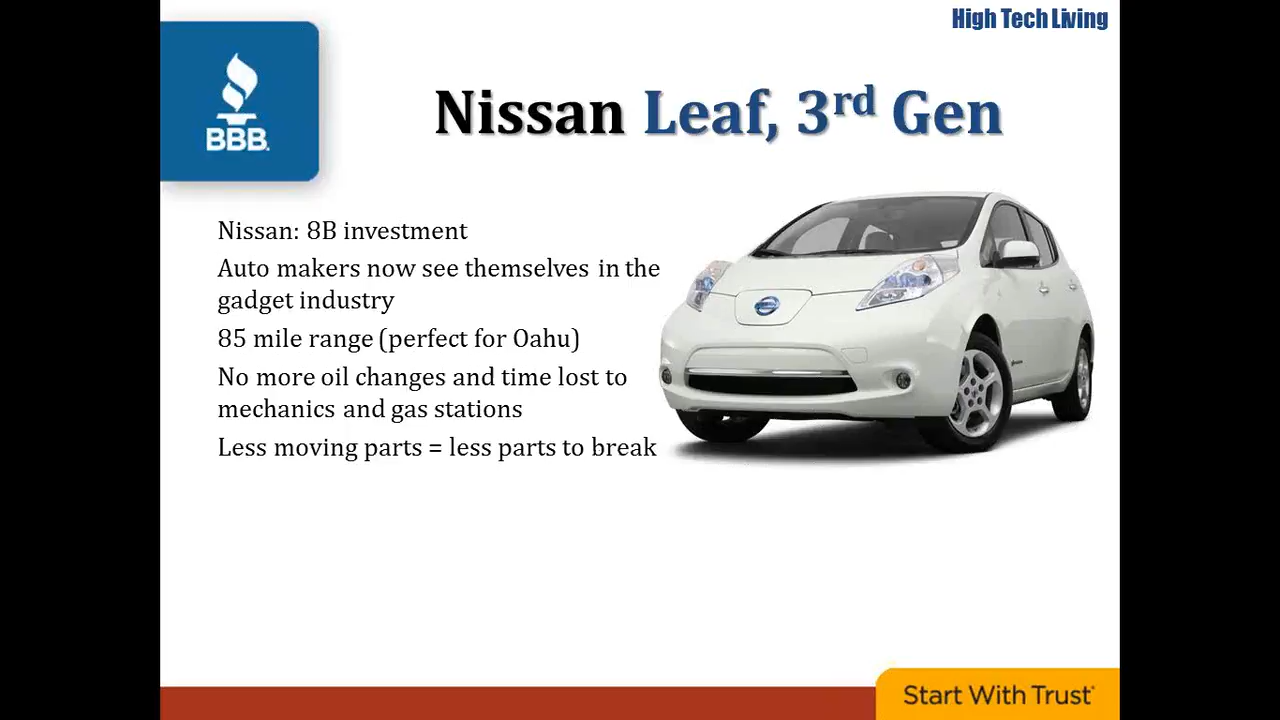 High Tech Living
BBB.
Nissan Leaf, 3rd Gen
Nissan: 8B investment
Auto makers now see themselves in the
gadget industry
85 mile range (perfect for Oahu)
No more oil changes and time lost to
mechanics and gas stations
Less moving parts = less parts to break
Start With Trust®